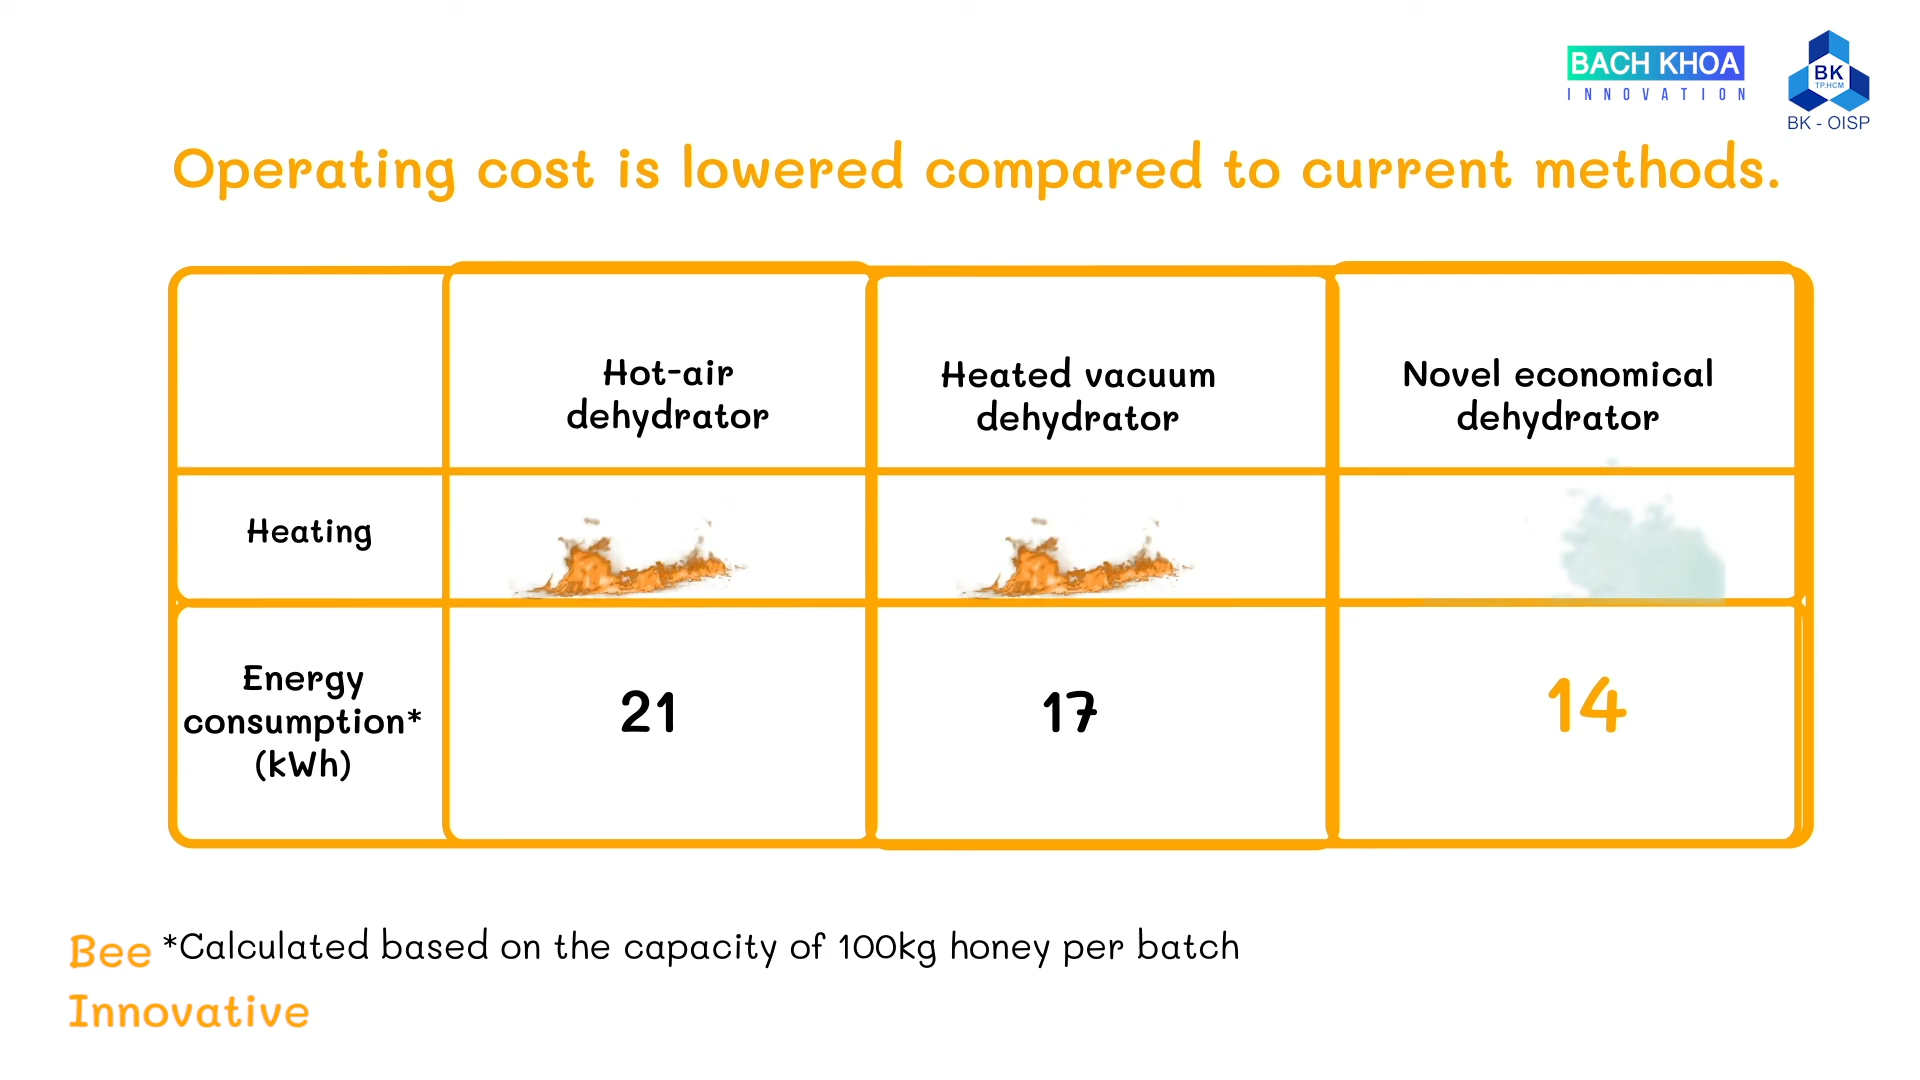 BACH KHOA
INNOVATION
BK
TP.HCM
BK - OISP
Operating cost is lowered compared to current methods.
Hot-air
dehydrator
Heated vacuum
dehydrator
Novel economical
dehydrator
Heating
Energy
consumption*
(kWh)
21
17
14
Bee
*Calculated based on the capacity of 100kg honey per batch
Innovative